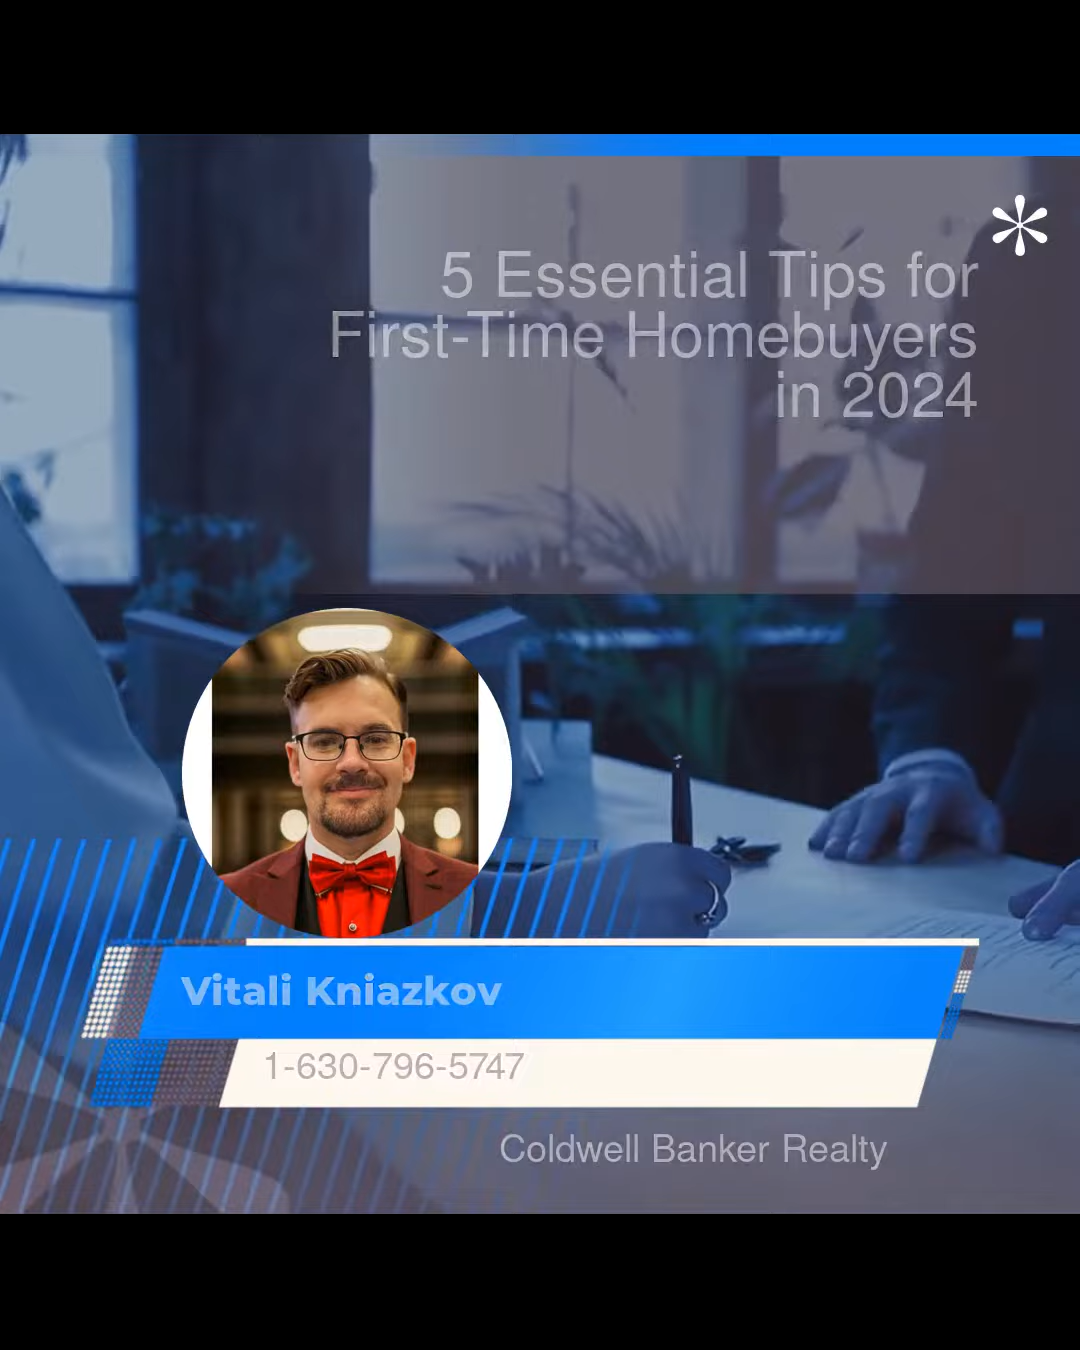 5 Essential Tips for
First-Time Homebuyers
in 2024
Vitali Kniazkov
1-630-796-5747
Coldwell Banker Realty